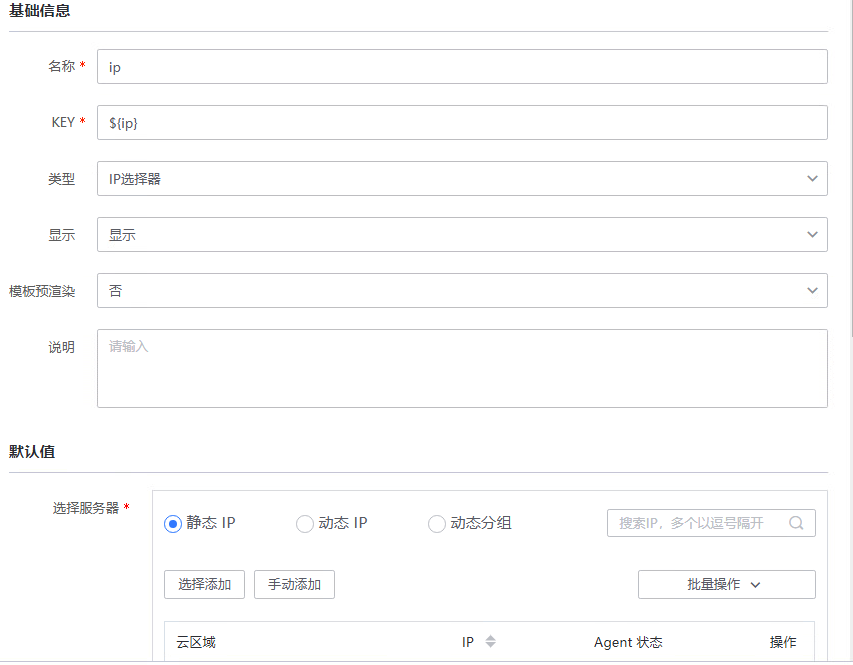 基础信息
名称 * ip
KEY * ${ip}
类型 IP选择器
显示 显示
模板预渲染 否
说明 请输入
默认值
选择服务器 * 静态 IP 动态 IP 动态分组 搜索IP，多个以逗号隔开
选择添加 手动添加 批量操作
云区域 IP Agent 状态 操作